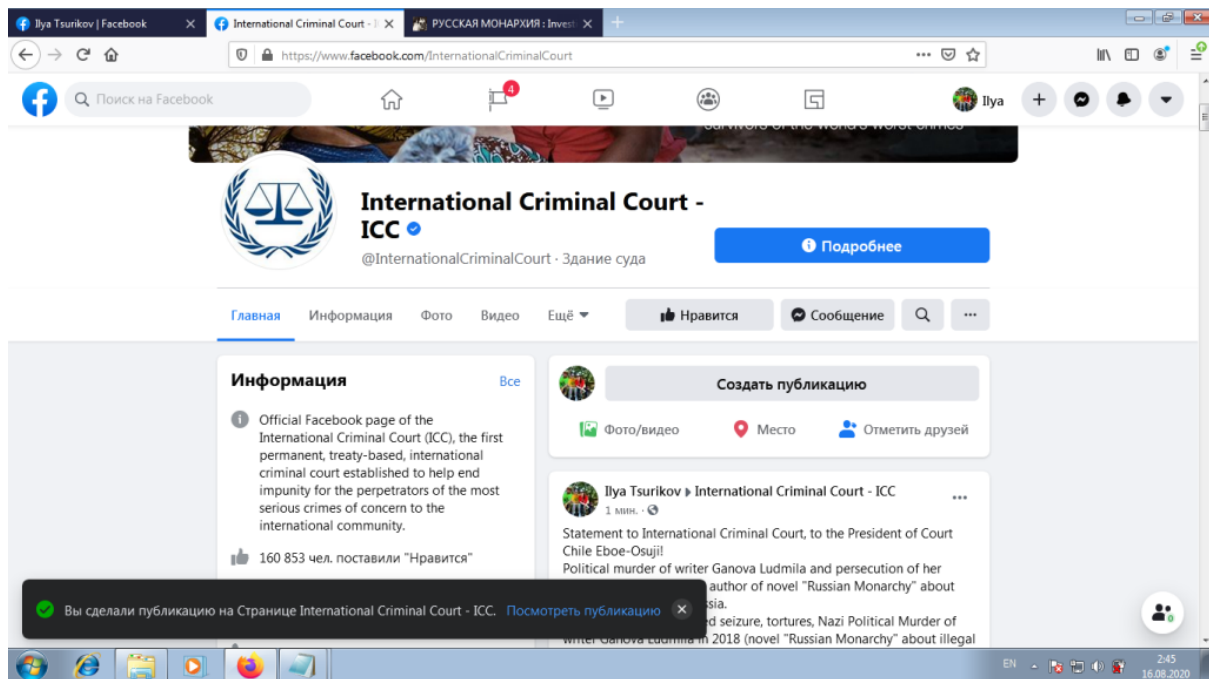 Ilya Tsurikov | Facebook
International Criminal Court - I
РУССКАЯ МОНАРХИЯ : Invest
https://www.facebook.com/InternationalCriminalCourt
Поиск на Facebook
4
Ilya
survivors of the world's worst crimes
International Criminal Court -
ICC
@InternationalCriminalCourt · Здание суда
Подробнее
Главная Информация Фото Видео Ещё
Нравится Сообщение
Информация Все
Official Facebook page of the
International Criminal Court (ICC), the first
permanent, treaty-based, international
criminal court established to help end
impunity for the perpetrators of the most
serious crimes of concern to the
international community.
160 853 чел. поставили "Нравится"
Создать публикацию
Фото/видео Место Отметить друзей
Ilya Tsurikov ▸ International Criminal Court - ICC
1 мин. ·
Statement to International Criminal Court, to the President of Court
Chile Eboe-Osuji!
Political murder of writer Ganova Ludmila and persecution of her
author of novel "Russian Monarchy" about
ssia.
ed seizure, tortures, Nazi Political Murder of
writer Ganova Ludmila in 2018 (novel "Russian Monarchy" about illegal
Вы сделали публикацию на Странице International Criminal Court - ICC. Посмотреть публикацию
EN
2:45
16.08.2020